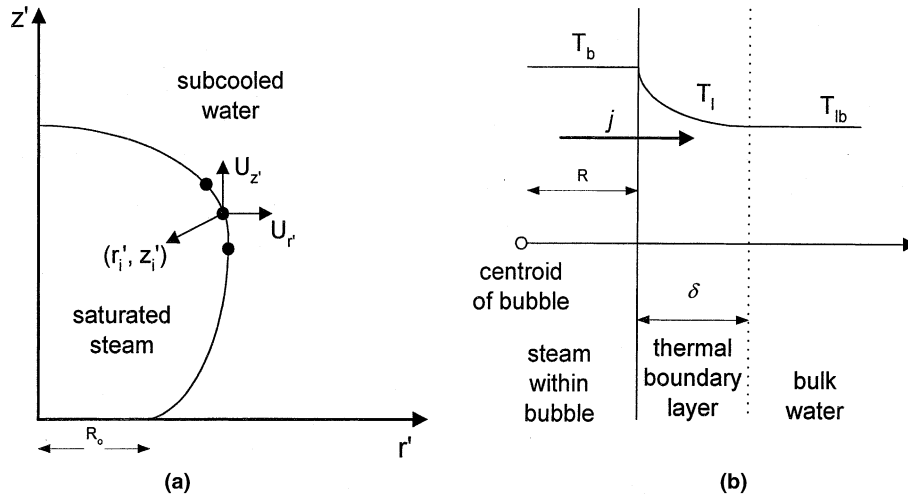 z'
subcooled
water
U_z'
U_r'
(r_i', z_i')
saturated
steam
R_o
r'
(a)
T_b
T_l
T_lb
j
R
centroid
of bubble
δ
steam
within
bubble
thermal
boundary
layer
bulk
water
(b)